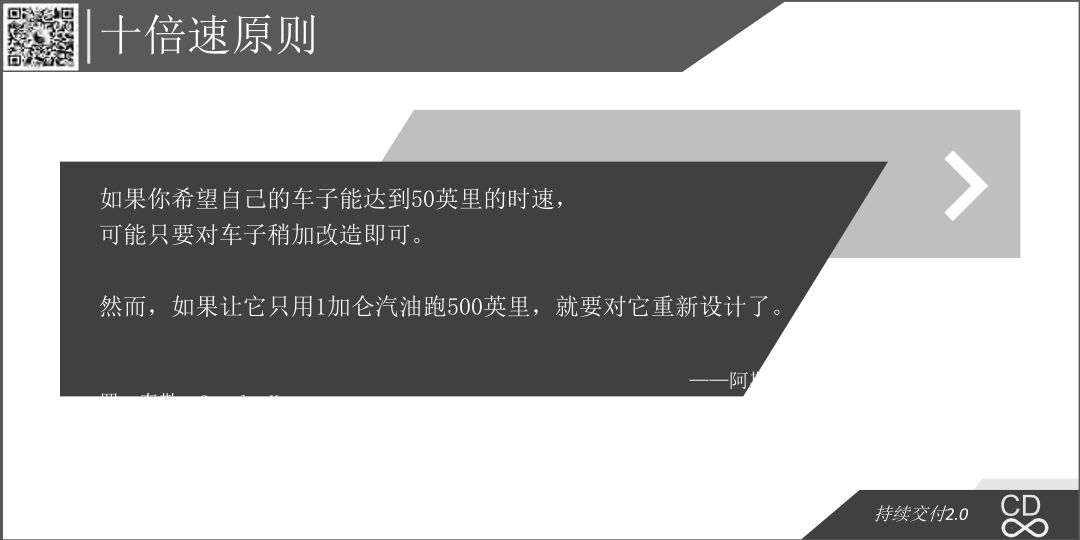 十倍速原则
如果你希望自己的车子能达到50英里的时速，
可能只要对车子稍加改造即可。
然而，如果让它只用1加仑汽油跑500英里，就要对它重新设计了。
——阿
持续交付2.0
CD